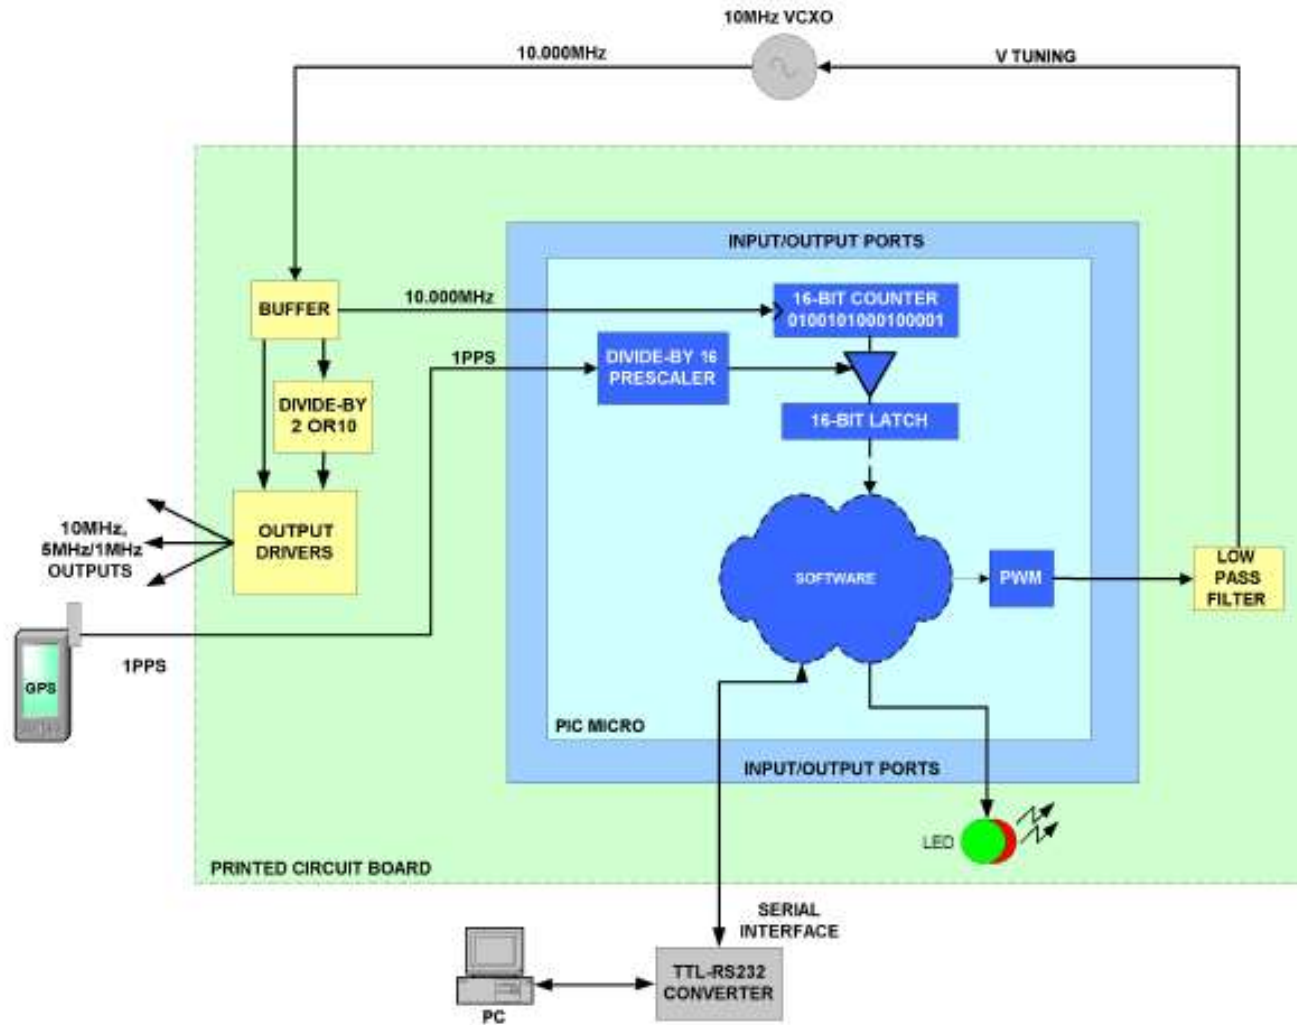 10MHz VCXO
10.000MHz
V TUNING
INPUT/OUTPUT PORTS
BUFFER
10.000MHz
16-BIT COUNTER
0100101000100001
1PPS
DIVIDE-BY 16
PRESCALER
DIVIDE-BY
2 OR10
16-BIT LATCH
10MHz,
5MHz/1MHz
OUTPUTS
OUTPUT
DRIVERS
SOFTWARE
PWM
LOW
PASS
FILTER
1PPS
GPS
PIC MICRO
INPUT/OUTPUT PORTS
LED
PRINTED CIRCUIT BOARD
SERIAL
INTERFACE
TTL-RS232
CONVERTER
PC